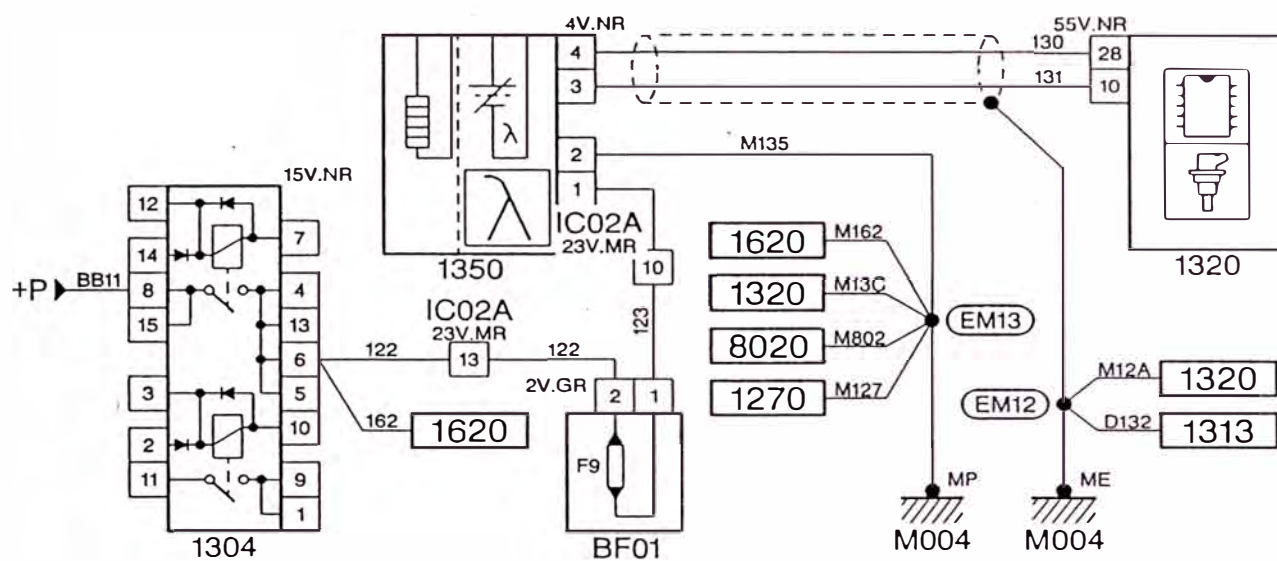 4V.NR
55V.NR
4
130
28
3
131
10
λ
2
M135
1
15V.NR
IC02A
23V.MR
1350
10
1320
12
7
14
+P
BB11
8
4
15
13
6
5
3
10
2
11
9
1
1304
IC02A
23V.MR
122
13
122
123
162
1620
2V.GR
2
1
F9
BF01
1620
M162
1320
M13C
8020
M802
1270
M127
EM13
EM12
M12A
1320
D132
1313
MP
ME
M004
M004